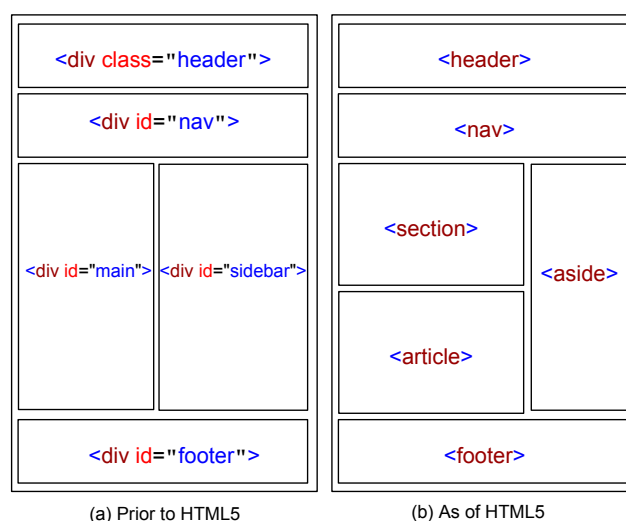 <div class="header">
<div id="nav">
<div id="main">
<div id="sidebar">
<div id="footer">
(a) Prior to HTML5
<header>
<nav>
<section>
<aside>
<article>
<footer>
(b) As of HTML5